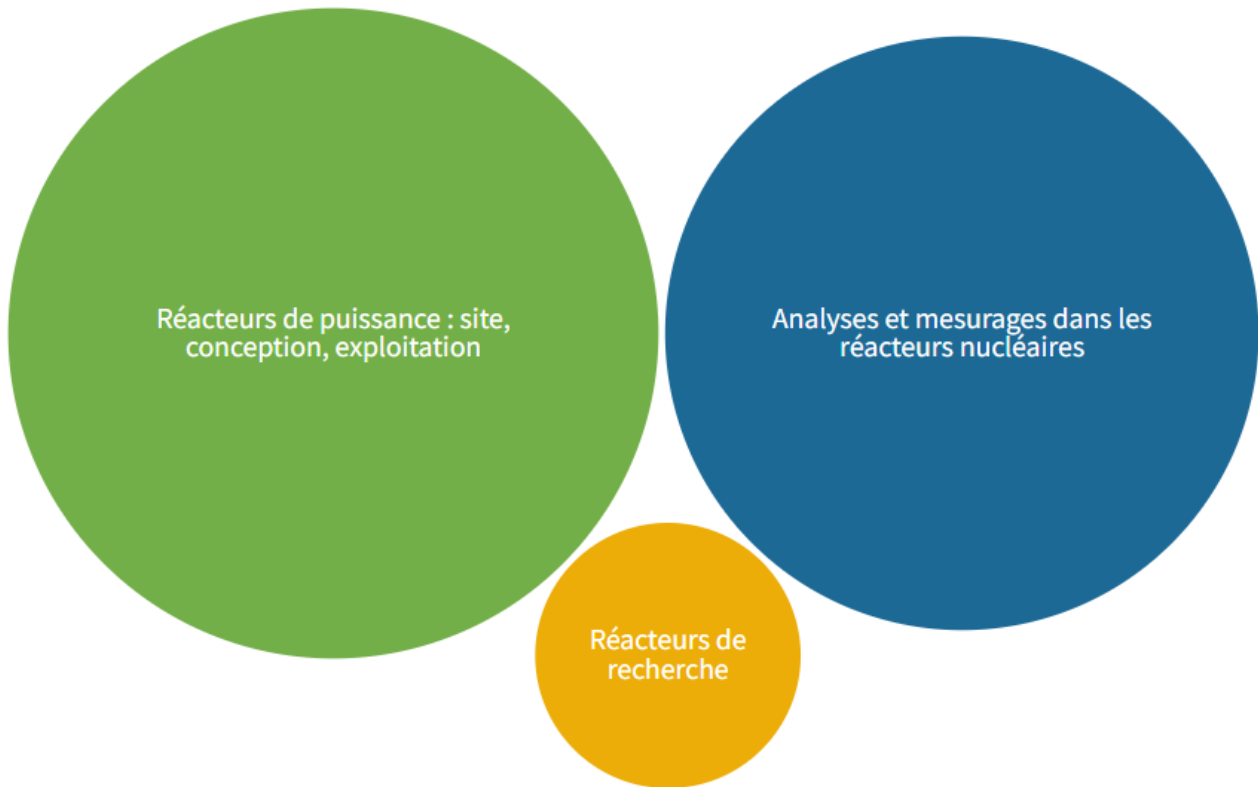 Réacteurs de puissance : site,
conception, exploitation
Analyses et mesurages dans les
réacteurs nucléaires
Réacteurs de
recherche